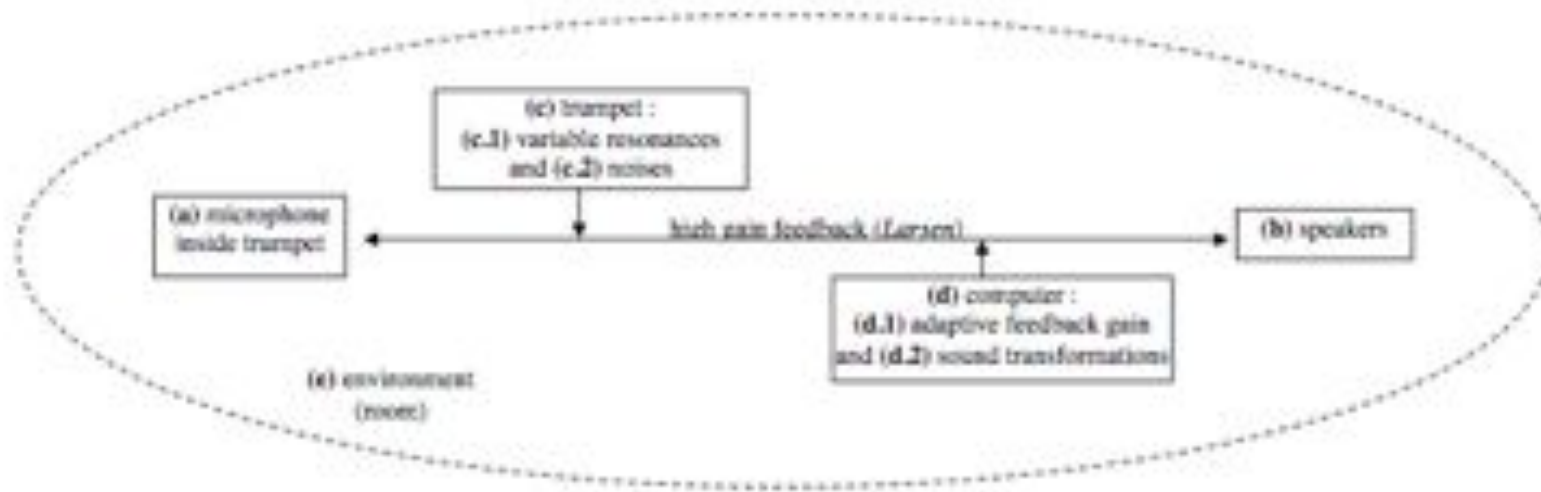 (c) trumpet :
(c.1) variable resonances
and (c.2) noises
(a) microphone
inside trumpet
high gain feedback (Larsen)
(b) speakers
(d) computer :
(d.1) adaptive feedback gain
and (d.2) sound transformations
(e) environment
(room)